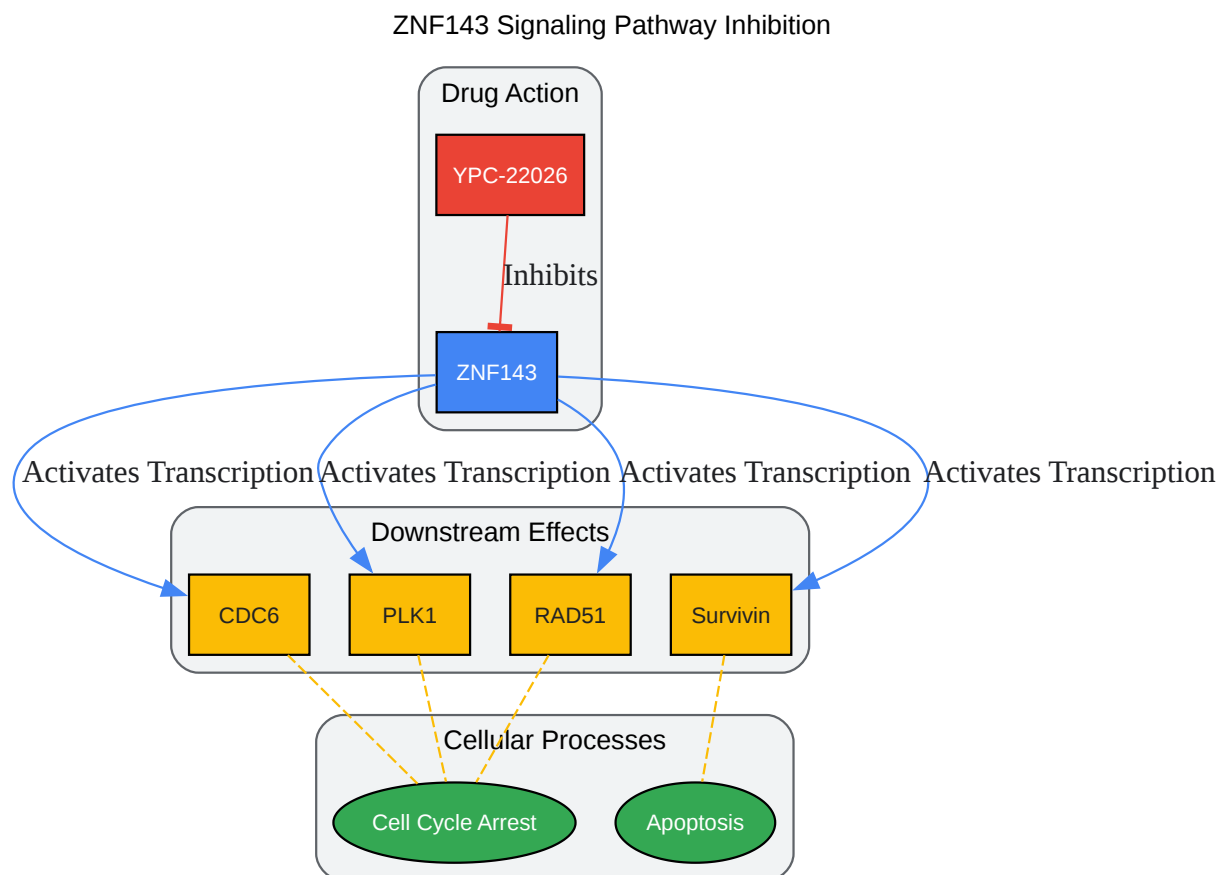 ZNF143 Signaling Pathway Inhibition
Drug Action
YPC-22026
Inhibits
ZNF143
Activates Transcription
Activates Transcription
Activates Transcription
Activates Transcription
Downstream Effects
CDC6
PLK1
RAD51
Survivin
Cellular Processes
Cell Cycle Arrest
Apoptosis